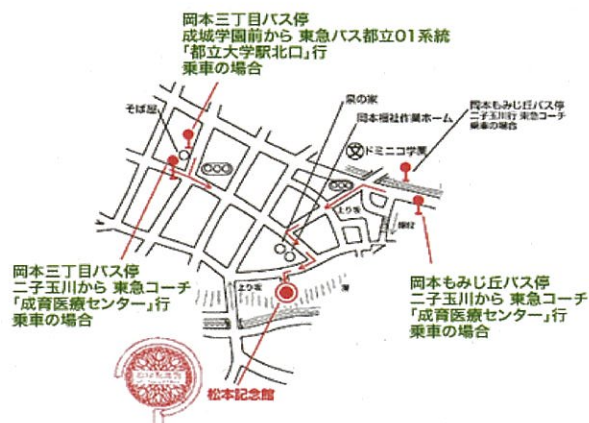 岡本三丁目バス停
成城学園前から 東急バス都立01系統
「都立大学駅北口」行
乗車の場合
そば屋
泉の家
岡本福祉作業ホーム
岡本もみじ丘バス停
二子玉川行 東急コーチ
乗車の場合
ドミニコ学園
上り坂
岡本三丁目バス停
二子玉川から 東急コーチ
「成育医療センター」行
乗車の場合
上り坂
岡本もみじ丘バス停
二子玉川から 東急コーチ
「成育医療センター」行
乗車の場合
松本記念館